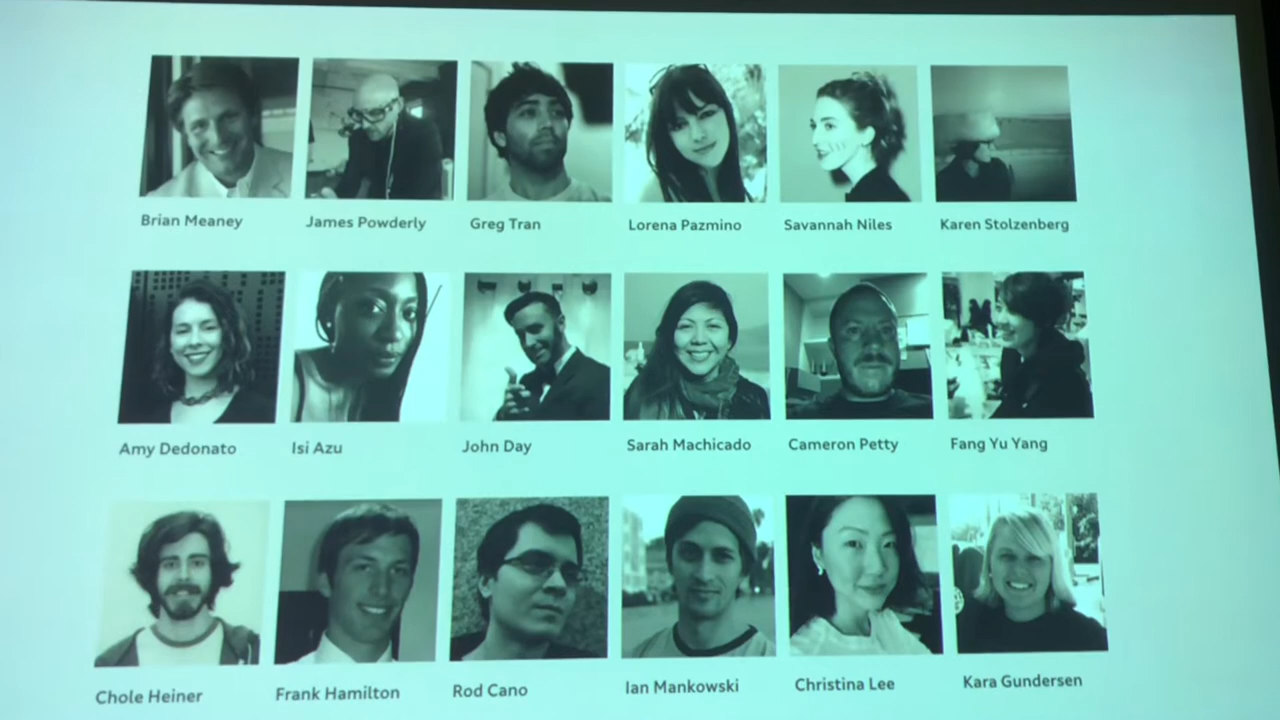 Brian Meaney
James Powderly
Greg Tran
Lorena Pazmino
Savannah Niles
Karen Stolzenberg
Amy Dedonato
Isi Azu
John Day
Sarah Machicado
Cameron Petty
Fang Yu Yang
Chole Heiner
Frank Hamilton
Rod Cano
Ian Mankowski
Christina Lee
Kara Gundersen